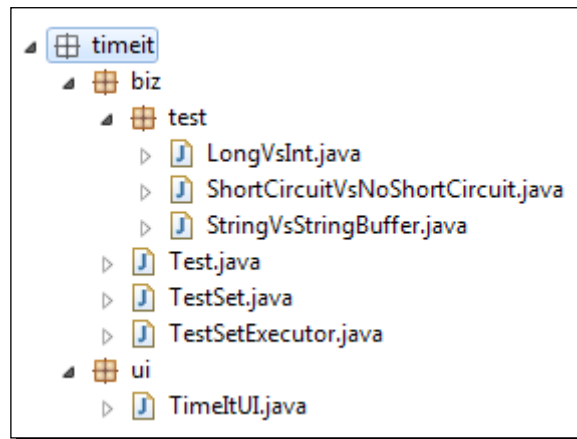 timeit
biz
test
LongVsInt.java
ShortCircuitVsNoShortCircuit.java
StringVsStringBuffer.java
Test.java
TestSet.java
TestSetExecutor.java
ui
TimeItUI.java